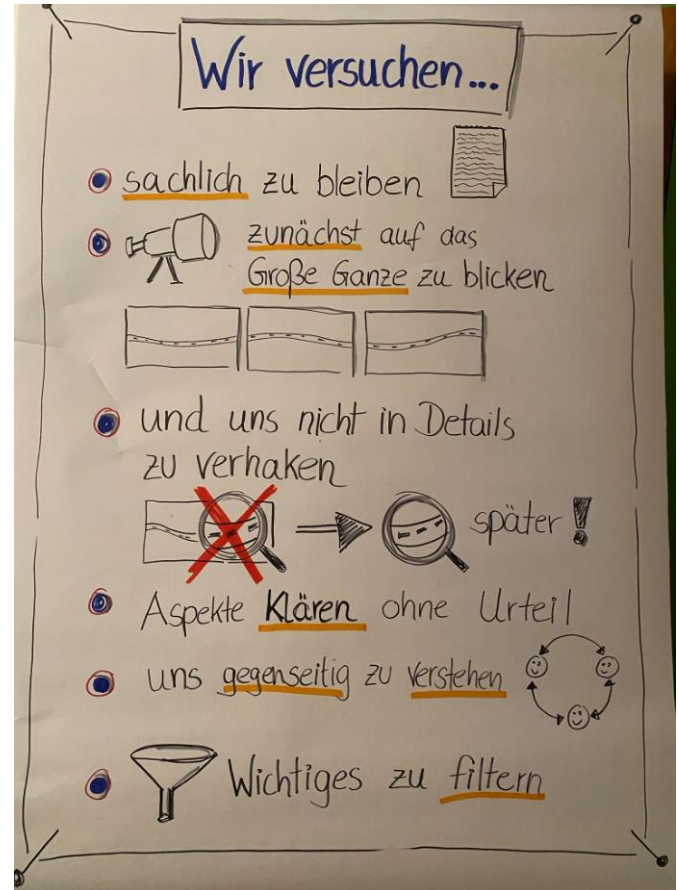 Wir versuchen...
sachlich zu bleiben
zunächst auf das
Große Ganze zu blicken
und uns nicht in Details
zu verhaken
später!
Aspekte Klären ohne Urteil
uns gegenseitig zu verstehen
Wichtiges zu filtern